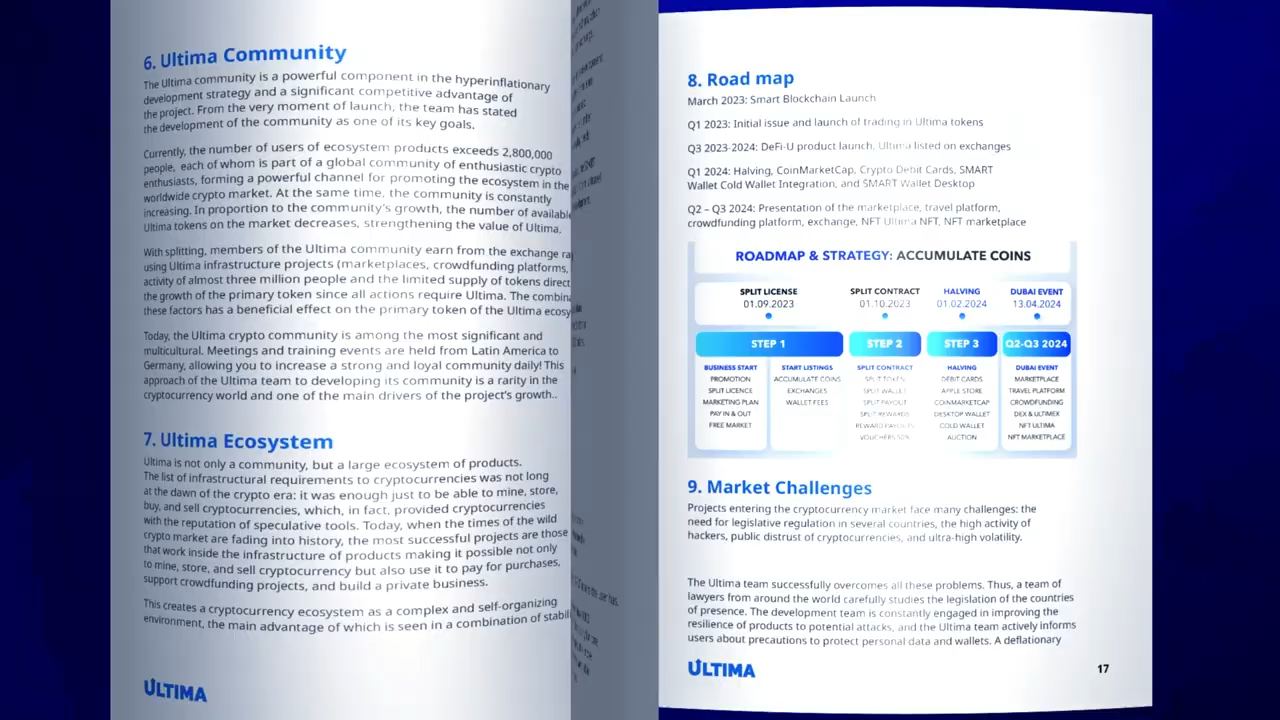 6. Ultima Community
The Ultima community is a powerful component in the hyperinflationary
development strategy and a significant competitive advantage of
the project. From the very moment of launch, the team has stated
the development of the community as one of its key goals.
Currently, the number of users of ecosystem products exceeds 2,800,000
people, each of whom is part of a global community of enthusiastic crypto
enthusiasts, forming a powerful channel for promoting the ecosystem in the
worldwide crypto market. At the same time, the community is constantly
increasing. In proportion to the community's growth, the number of
Ultima tokens on the market decreases, strengthening the value of Ultima.
With splitting, members of the Ultima community earn from the exchange
using Ultima infrastructure projects (marketplaces, crowdfunding platforms,
activity of almost three million people and the limited supply of tokens
the growth of the primary token since all actions require Ultima. The
these factors has a beneficial effect on the primary token of the Ultima
Today, the Ultima crypto community is among the most significant and
multicultural. Meetings and training events are held from Latin America to
Germany, allowing you to increase a strong and loyal community daily! This
approach of the Ultima team to developing its community is a rarity in the
cryptocurrency world and one of the main drivers of the project's growth..
7. Ultima Ecosystem
Ultima is not only a community, but a large ecosystem of products.
The list of infrastructural requirements to cryptocurrencies was not long
at the dawn of the crypto era: it was enough just to be able to mine, store,
buy, and sell cryptocurrencies, which, in fact, provided cryptocurrencies
with the reputation of speculative tools. Today, when the times of the wild
crypto market are fading into history, the most successful projects are those
that work inside the infrastructure of products making it possible not only
to mine, store, and sell cryptocurrency but also use it to pay for purchases,
support crowdfunding projects, and build a private business.
This creates a cryptocurrency ecosystem as a complex and self-organizing
environment, the main advantage of which is seen in a combination of
ULTIMA
8. Road map
March 2023: Smart Blockchain Launch
Q1 2023: Initial issue and launch of trading in Ultima tokens
Q3 2023-2024: DeFi-U product launch, Ultima listed on exchanges
Q1 2024: Halving, CoinMarketCap, Crypto Debit Cards, SMART
Wallet Cold Wallet Integration, and SMART Wallet Desktop
Q2 – Q3 2024: Presentation of the marketplace, travel platform,
crowdfunding platform, exchange, NFT Ultima NFT, NFT marketplace
ROADMAP & STRATEGY: ACCUMULATE COINS
SPLIT LICENSE SPLIT CONTRACT HALVING DUBAI EVENT
01.09.2023 01.10.2023 01.02.2024 13.04.2024
STEP 1 STEP 2 STEP 3 Q2-Q3 2024
BUSINESS START START LISTINGS SPLIT CONTRACT HALVING DUBAI EVENT
PROMOTION ACCUMULATE COINS SPLIT TOKEN DEBIT CARDS MARKETPLACE
SPLIT LICENCE EXCHANGES SPLIT WALLET APPLE STORE TRAVEL PLATFORM
MARKETING PLAN WALLET FEES SPLIT PAYOUT COINMARKETCAP CROWDFUNDING
PAY IN & OUT SPLIT REWARDS DESKTOP WALLET DEX & ULTIMEX
FREE MARKET REWARD PAYOUTS COLD WALLET NFT ULTIMA
VOUCHERS 50% AUCTION NFT MARKETPLACE
9. Market Challenges
Projects entering the cryptocurrency market face many challenges: the
need for legislative regulation in several countries, the high activity of
hackers, public distrust of cryptocurrencies, and ultra-high volatility.
The Ultima team successfully overcomes all these problems. Thus, a team of
lawyers from around the world carefully studies the legislation of the countries
of presence. The development team is constantly engaged in improving the
resilience of products to potential attacks, and the Ultima team actively informs
users about precautions to protect personal data and wallets. A deflationary
ULTIMA
17